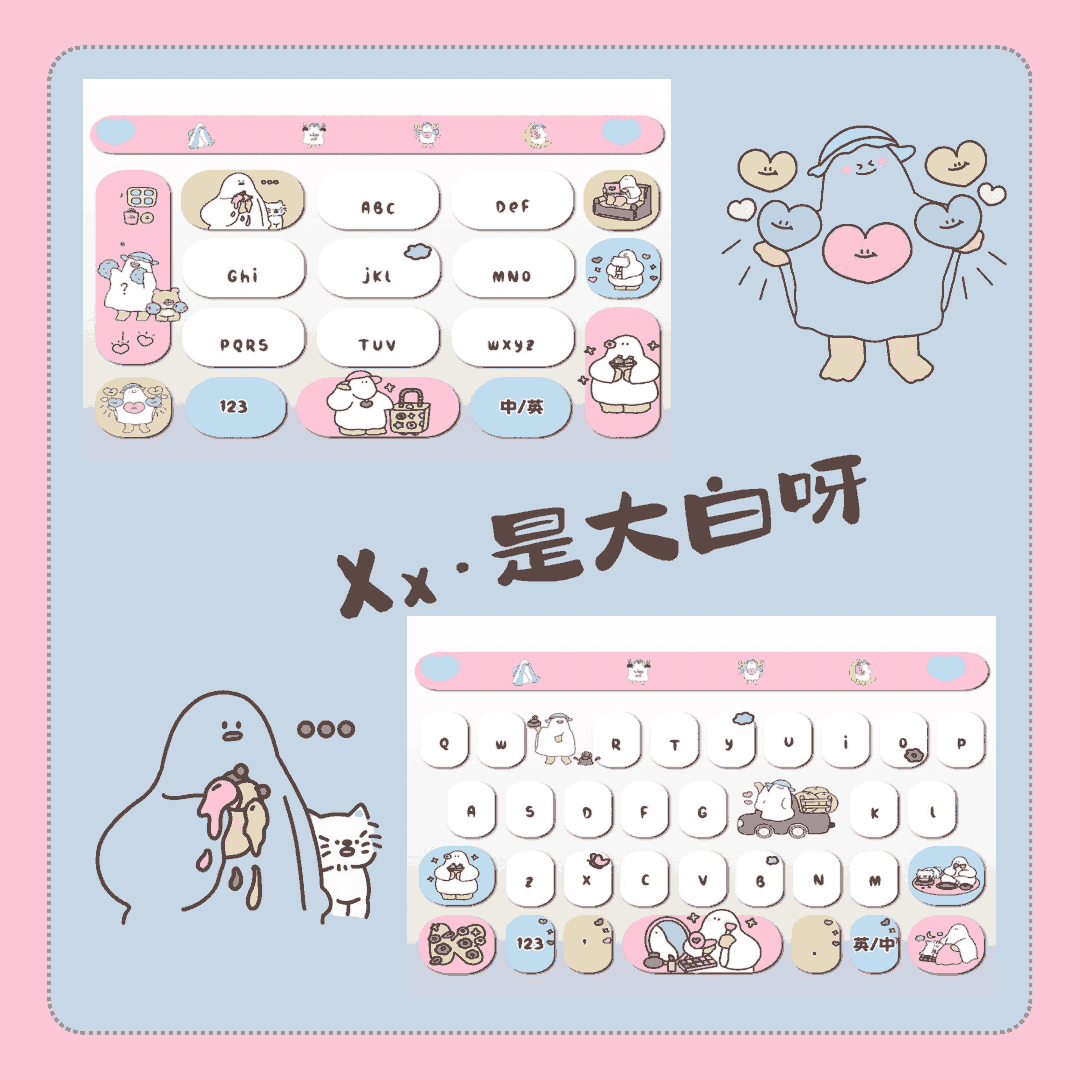 ABC
Def
Ghi
jKL
MNO
PQRS
TUV
wxyz
123
中/英
Xx·是大白呀
Q w R T y U i O P
A S D F G K l
z X C V B N M
123 ' . 英/中